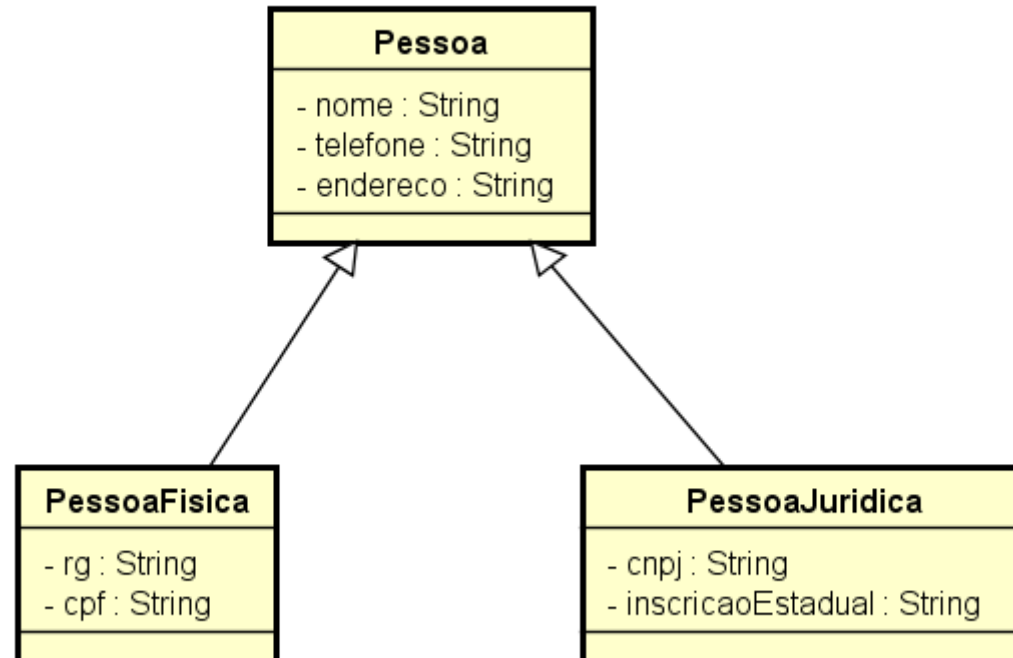 Pessoa
- nome : String
- telefone : String
- endereco : String
PessoaFisica
- rg : String
- cpf : String
PessoaJuridica
- cnpj : String
- inscricaoEstadual : String